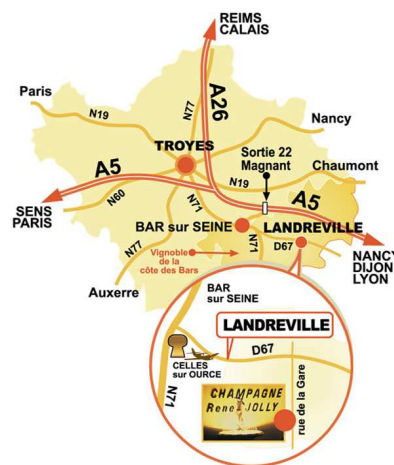 REIMS
CALAIS
Paris
N19
N77
A26
Nancy
TROYES
Sortie 22
Magnant
Chaumont
A5
N19
A5
N60
N71
SENS
PARIS
BAR sur SEINE
LANDREVILLE
N77
N71
D67
Vignoble
de la
côte des Bars
NANCY
DIJON
LYON
Auxerre
BAR
sur SEINE
LANDREVILLE
D67
CELLES
sur OURCE
N71
CHAMPAGNE
Rene JOLLY
rue de la Gare